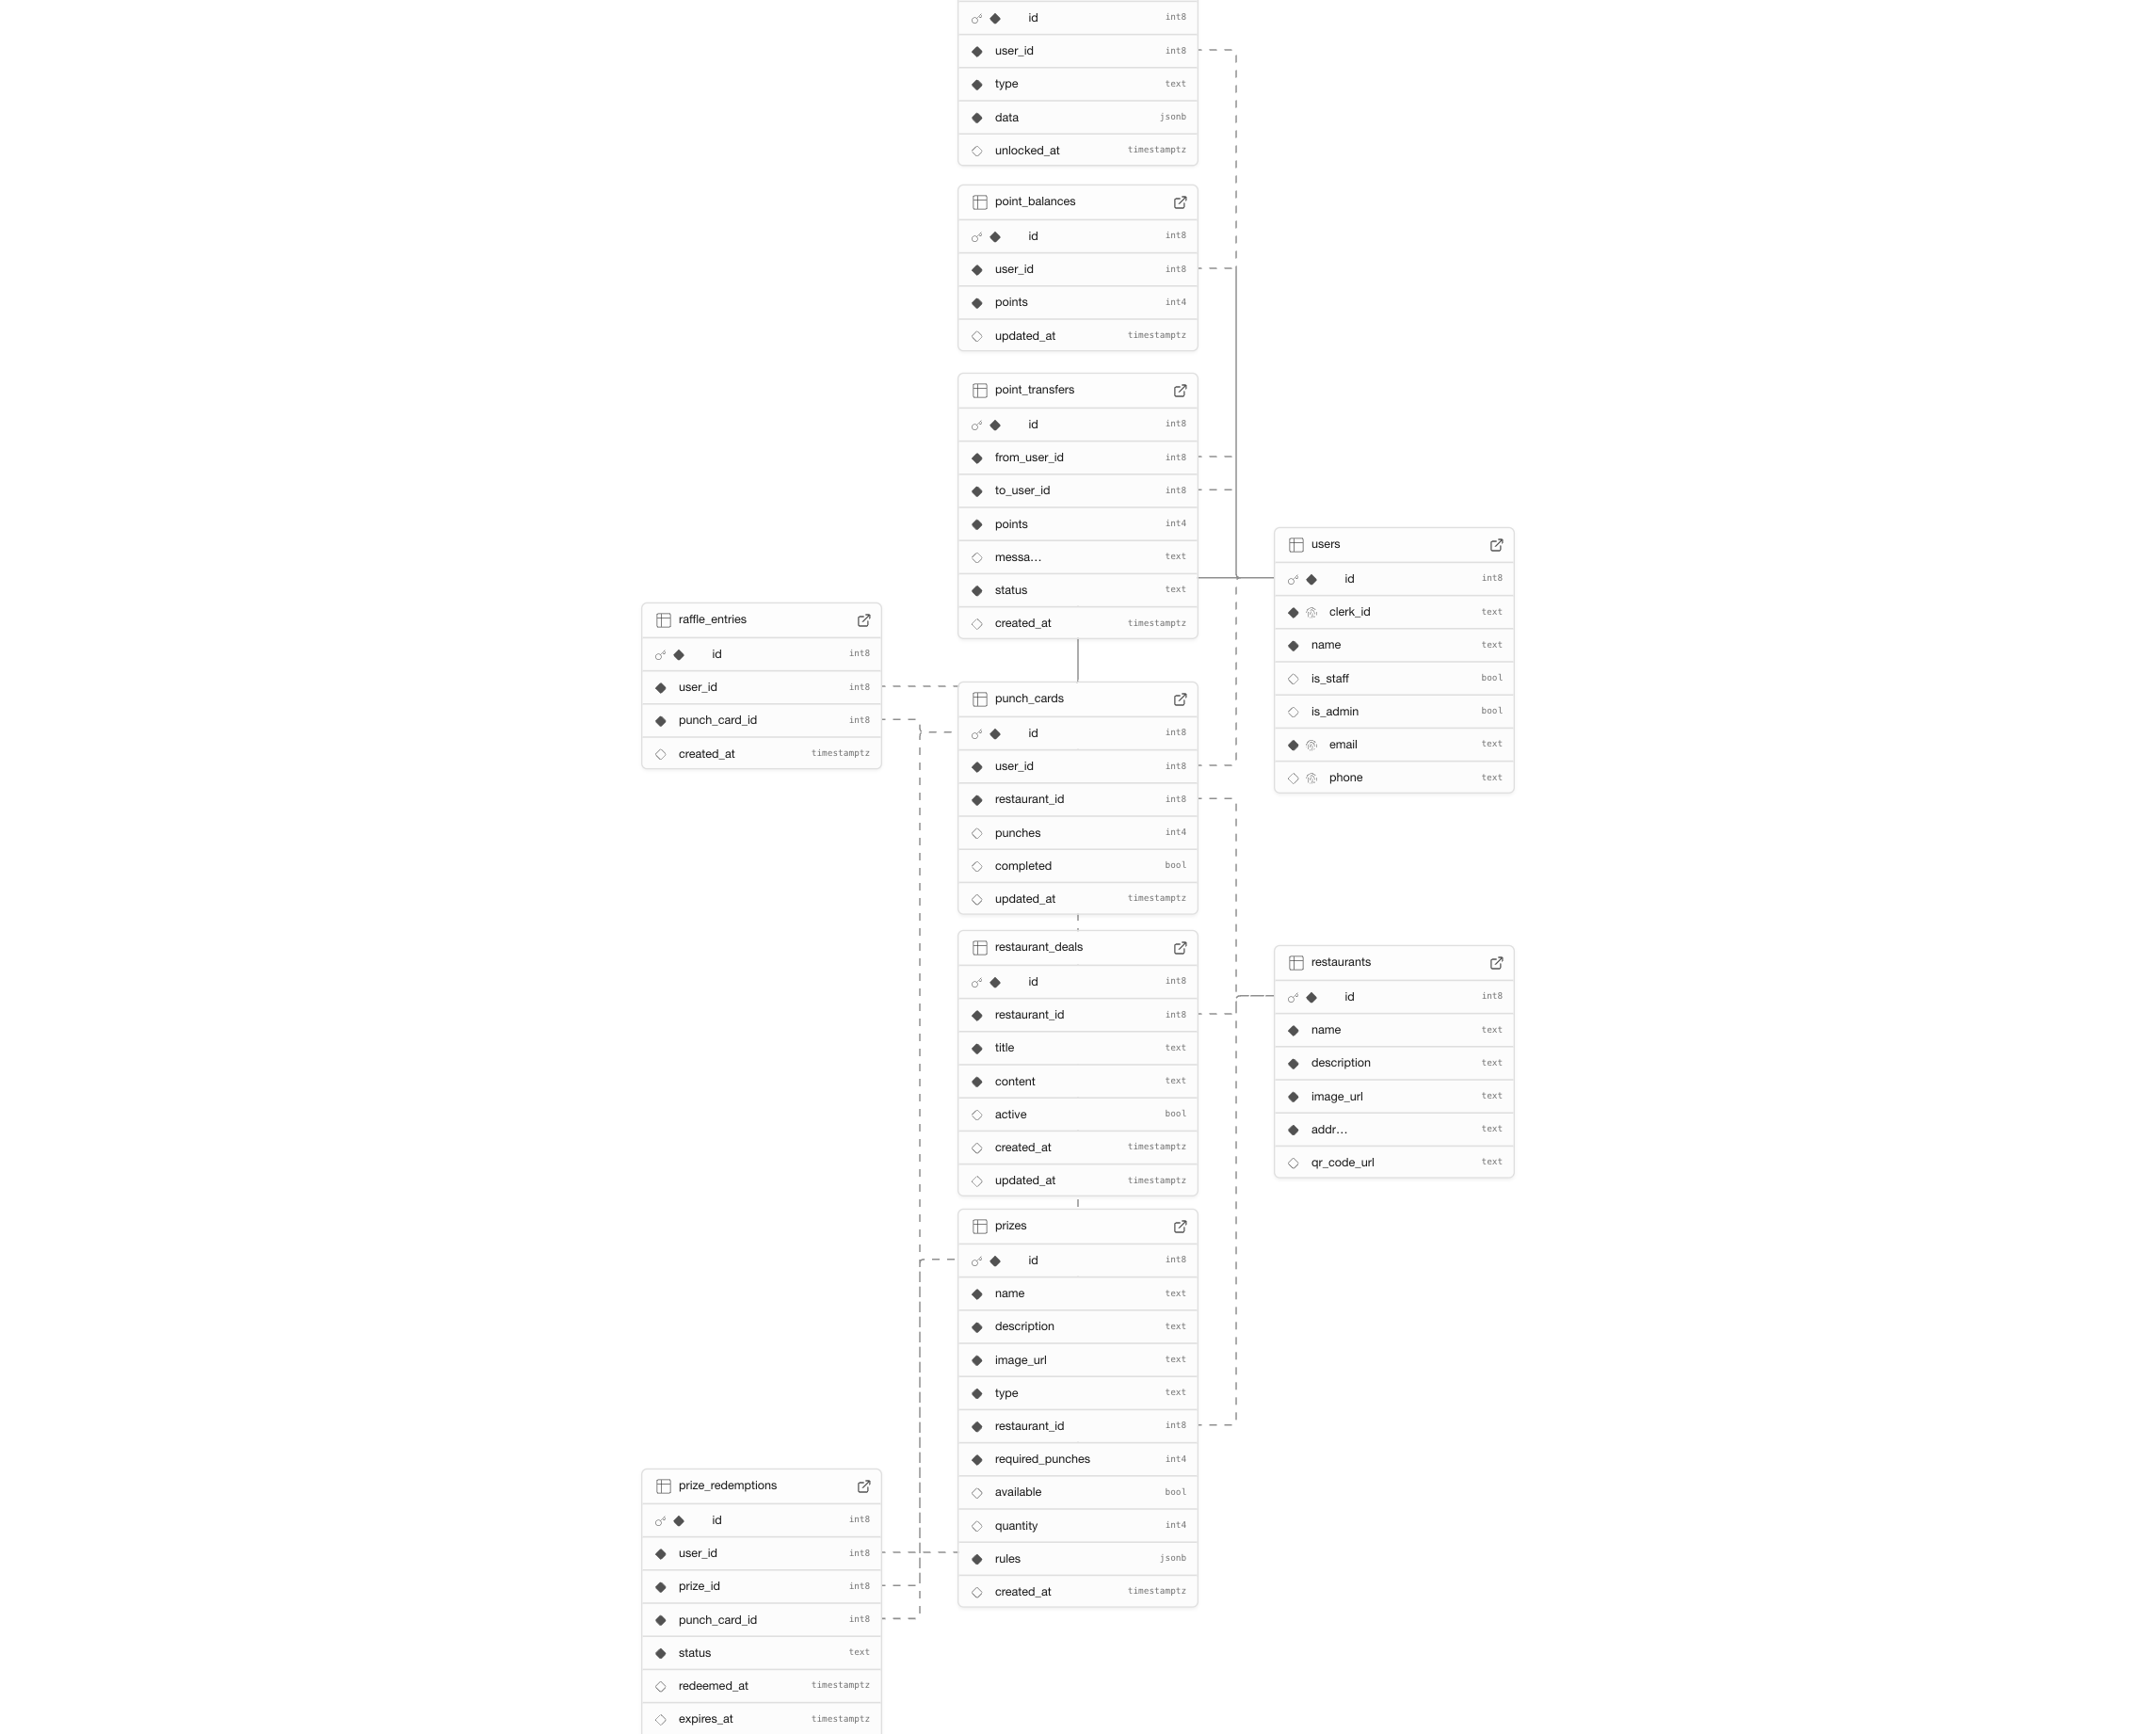 id int8
user_id int8
type text
data jsonb
unlocked_at timestamptz
point_balances
id int8
user_id int8
points int4
updated_at timestamptz
point_transfers
id int8
from_user_id int8
to_user_id int8
points int4
messa... text
status text
created_at timestamptz
users
id int8
clerk_id text
name text
is_staff bool
is_admin bool
email text
phone text
raffle_entries
id int8
user_id int8
punch_card_id int8
created_at timestamptz
punch_cards
id int8
user_id int8
restaurant_id int8
punches int4
completed bool
updated_at timestamptz
restaurant_deals
id int8
restaurant_id int8
title text
content text
active bool
created_at timestamptz
updated_at timestamptz
restaurants
id int8
name text
description text
image_url text
addr... text
qr_code_url text
prizes
id int8
name text
description text
image_url text
type text
restaurant_id int8
required_punches int4
available bool
quantity int4
rules jsonb
created_at timestamptz
prize_redemptions
id int8
user_id int8
prize_id int8
punch_card_id int8
status text
redeemed_at timestamptz
expires_at timestamptz